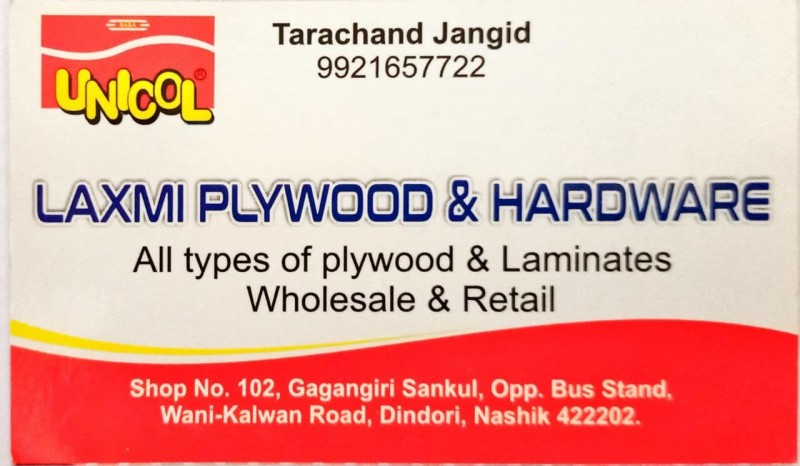 BABA
UNICOL®
Tarachand Jangid
9921657722
LAXMI PLYWOOD & HARDWARE
All types of plywood & Laminates
Wholesale & Retail
Shop No. 102, Gagangiri Sankul, Opp. Bus Stand,
Wani-Kalwan Road, Dindori, Nashik 422202.